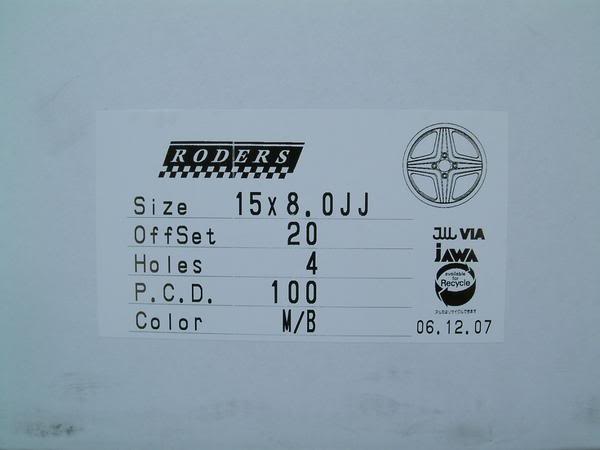 RODERS
Size 15x8.0JJ
OffSet 20
Holes 4
P.C.D. 100
Color M/B
JWL VIA
JAWA
available
for
Recycle
06.12.07